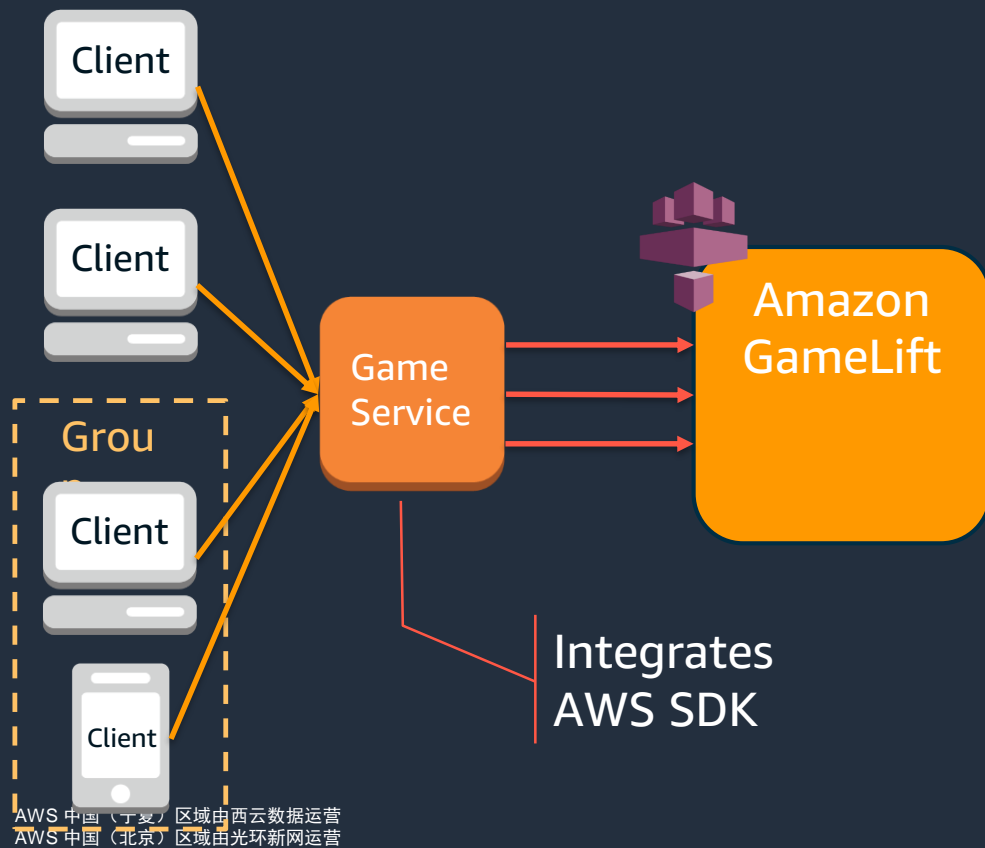 Client
Client
Grou
Client
Client
Game
Service
Amazon
GameLift
Integrates
AWS SDK
AWS 中国（宁夏）区域由西云数据运营
AWS 中国（北京）区域由光环新网运营